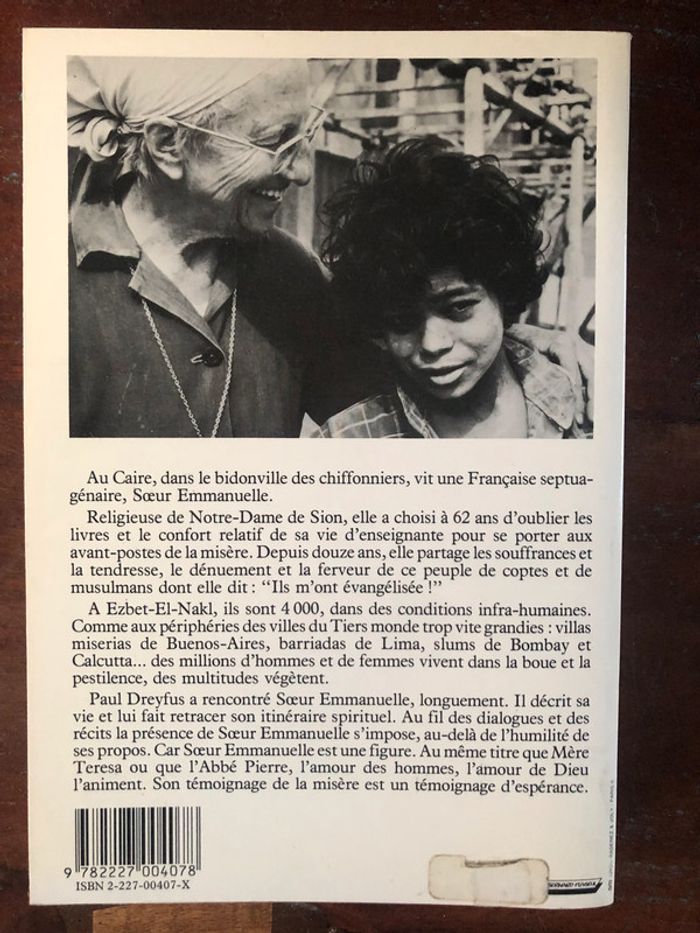 Au Caire, dans le bidonville des chiffonniers, vit une Française septua-
génaire, Sœur Emmanuelle.
Religieuse de Notre-Dame de Sion, elle a choisi à 62 ans d'oublier les
livres et le confort relatif de sa vie d'enseignante pour se porter aux
avant-postes de la misère. Depuis douze ans, elle partage les souffrances et
la tendresse, le dénuement et la ferveur de ce peuple de coptes et de
musulmans dont elle dit : “Ils m'ont évangélisée !”
A Ezbet-El-Nakl, ils sont 4 000, dans des conditions infra-humaines.
Comme aux périphéries des villes du Tiers monde trop vite grandies : villas
miserias de Buenos-Aires, barriadas de Lima, slums de Bombay et
Calcutta... des millions d'hommes et de femmes vivent dans la boue et la
pestilence, des multitudes végètent.
Paul Dreyfus a rencontré Sœur Emmanuelle, longuement. Il décrit sa
vie et lui fait retracer son itinéraire spirituel. Au fil des dialogues et des
récits la présence de Sœur Emmanuelle s'impose, au-delà de l'humilité de
ses propos. Car Sœur Emmanuelle est une figure. Au même titre que Mère
Teresa ou que l'Abbé Pierre, l'amour des hommes, l'amour de Dieu
l'animent. Son témoignage de la misère est un témoignage d'espérance.
9 782227 004078
ISBN 2-227-00407-X